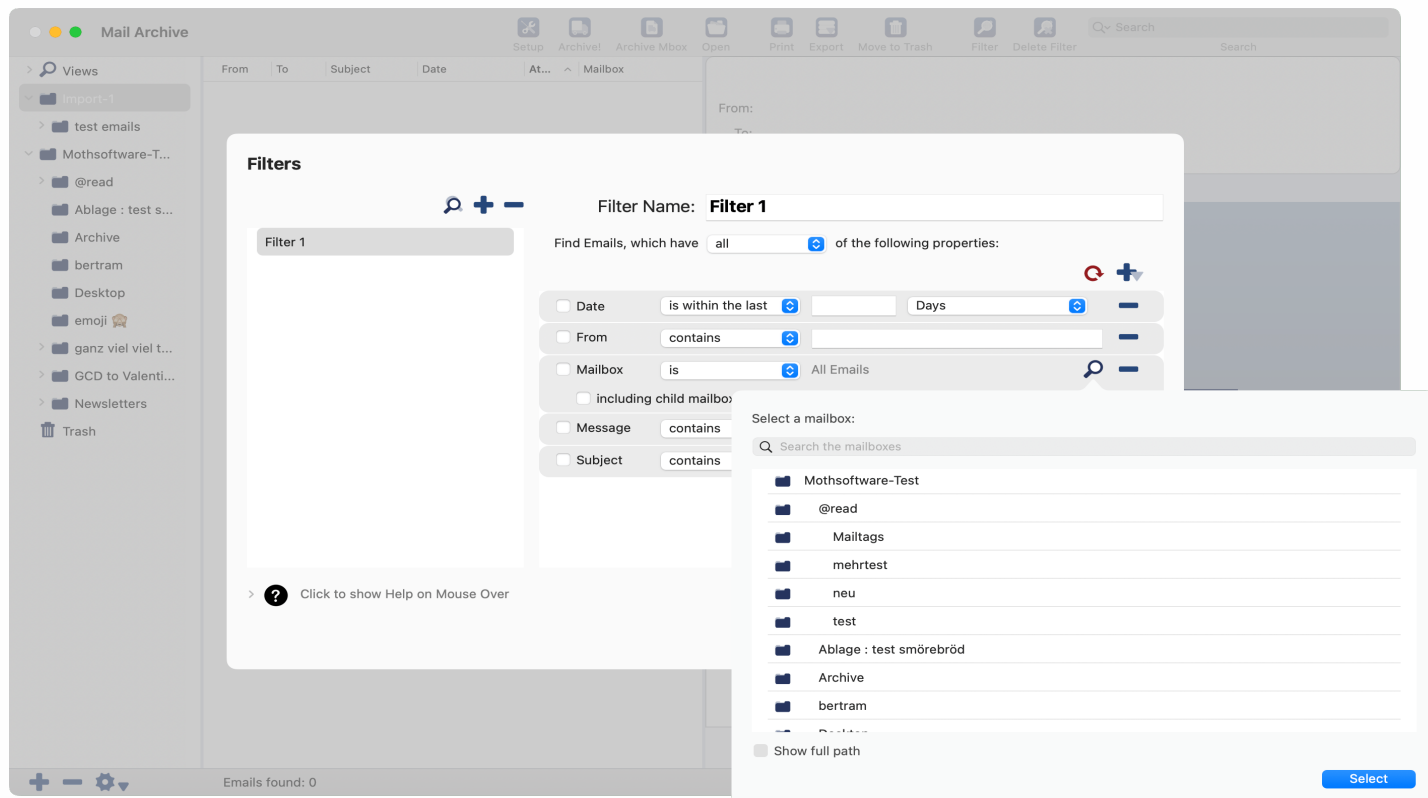 Mail Archive
Setup Archive! Archive Mbox Open Print Export Move to Trash Filter Delete Filter Search
Search
Views
Import-1
test emails
Mothsoftware-T...
@read
Ablage : test s...
Archive
bertram
Desktop
emoji 🙈
ganz viel viel t...
GCD to Valenti...
Newsletters
Trash
From To Subject Date At... Mailbox
From:
To:
Filters
Filter 1
Filter Name: Filter 1
Find Emails, which have all of the following properties:
Date is within the last Days
From contains
Mailbox is All Emails
including child mailbox
Message contains
Subject contains
? Click to show Help on Mouse Over
Select a mailbox:
Search the mailboxes
Mothsoftware-Test
@read
Mailtags
mehrtest
neu
test
Ablage : test smörebröd
Archive
bertram
Desktop
Show full path
Select
Emails found: 0